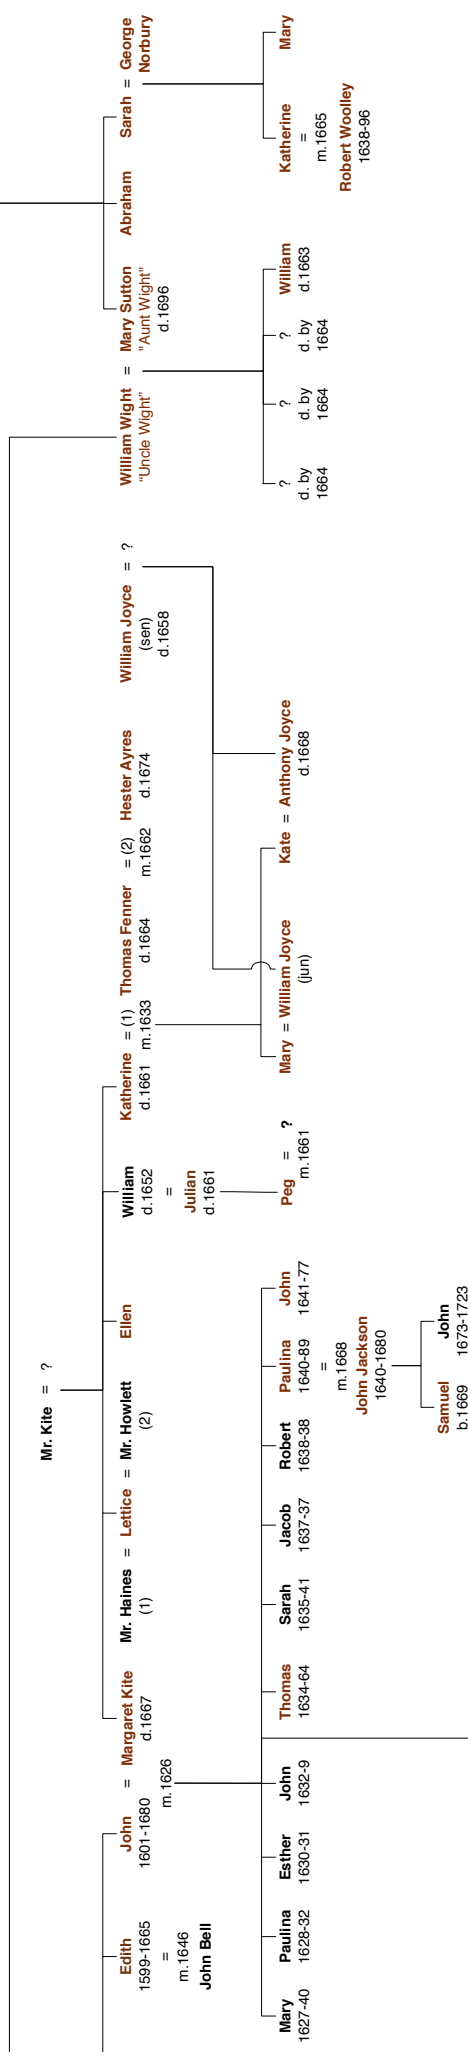 Mr. Kite = ?
Edith
1599-1665
=
m.1646
John Bell
John
1601-1680
=
m.1626
Margaret Kite
d.1667
Mr. Haines
(1)
= Lettice =
Mr. Howlett
(2)
Ellen
William
d.1652
=
Julian
d.1661
Katherine
d.1661
= (1)
m.1633
Thomas Fenner
d.1664
= (2)
m.1662
Hester Ayres
d.1674
William Joyce
(sen)
d.1658
= ?
William Wight
"Uncle Wight"
=
Mary Sutton
"Aunt Wight"
d.1696
Abraham
Sarah =
George
Norbury
Mary
1627-40
Paulina
1628-32
Esther
1630-31
John
1632-9
Thomas
1634-64
Sarah
1635-41
Jacob
1637-37
Robert
1638-38
Paulina
1640-89
=
m.1668
John Jackson
1640-1680
John
1641-77
Peg = ?
m.1661
Mary = William Joyce
(jun)
Kate = Anthony Joyce
d.1668
?
d. by
1664
?
d. by
1664
?
d. by
1664
William
d.1663
Katherine
=
m.1665
Robert Woolley
1638-96
Mary
Samuel
b.1669
John
1673-1723